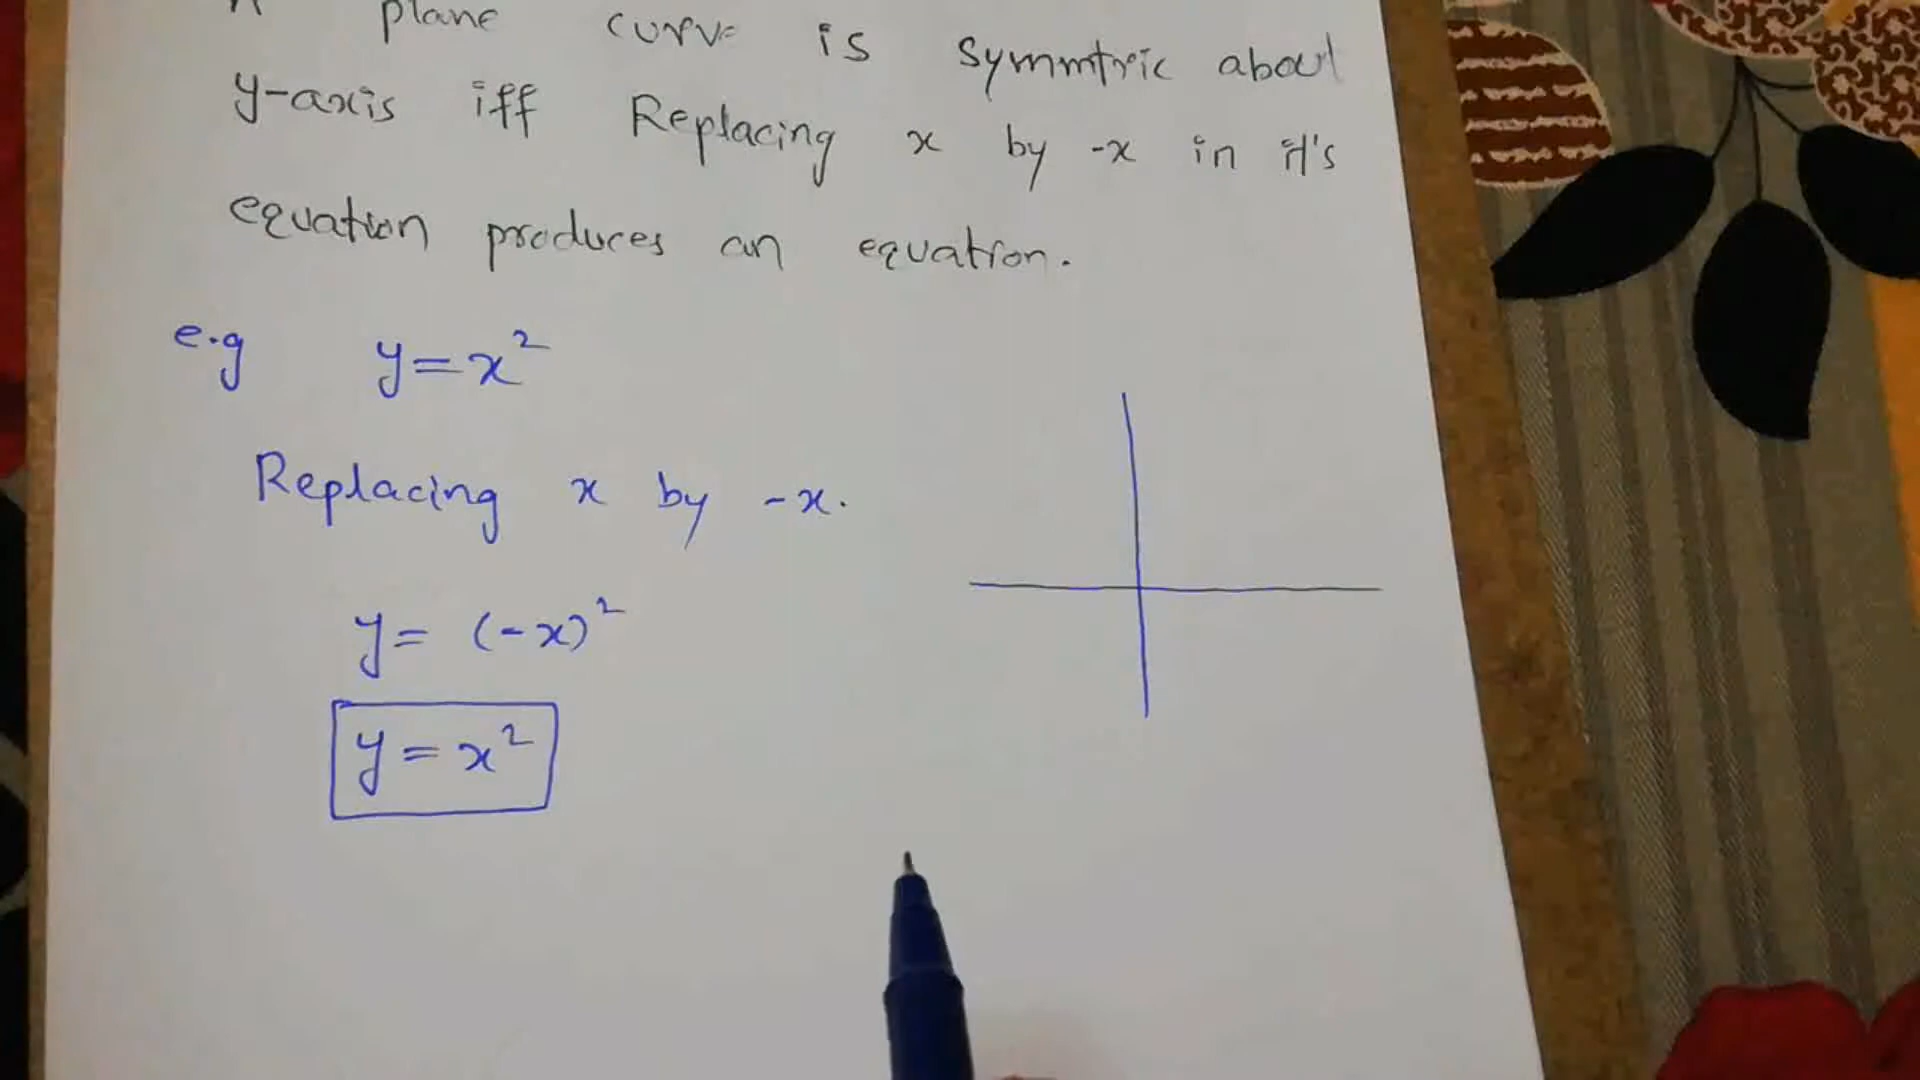 plane curve is symmtric about
y-axis iff Replacing x by -x in it's
equation produces an equation.
e.g y=x²
Replacing x by -x.
y= (-x)²
y = x²